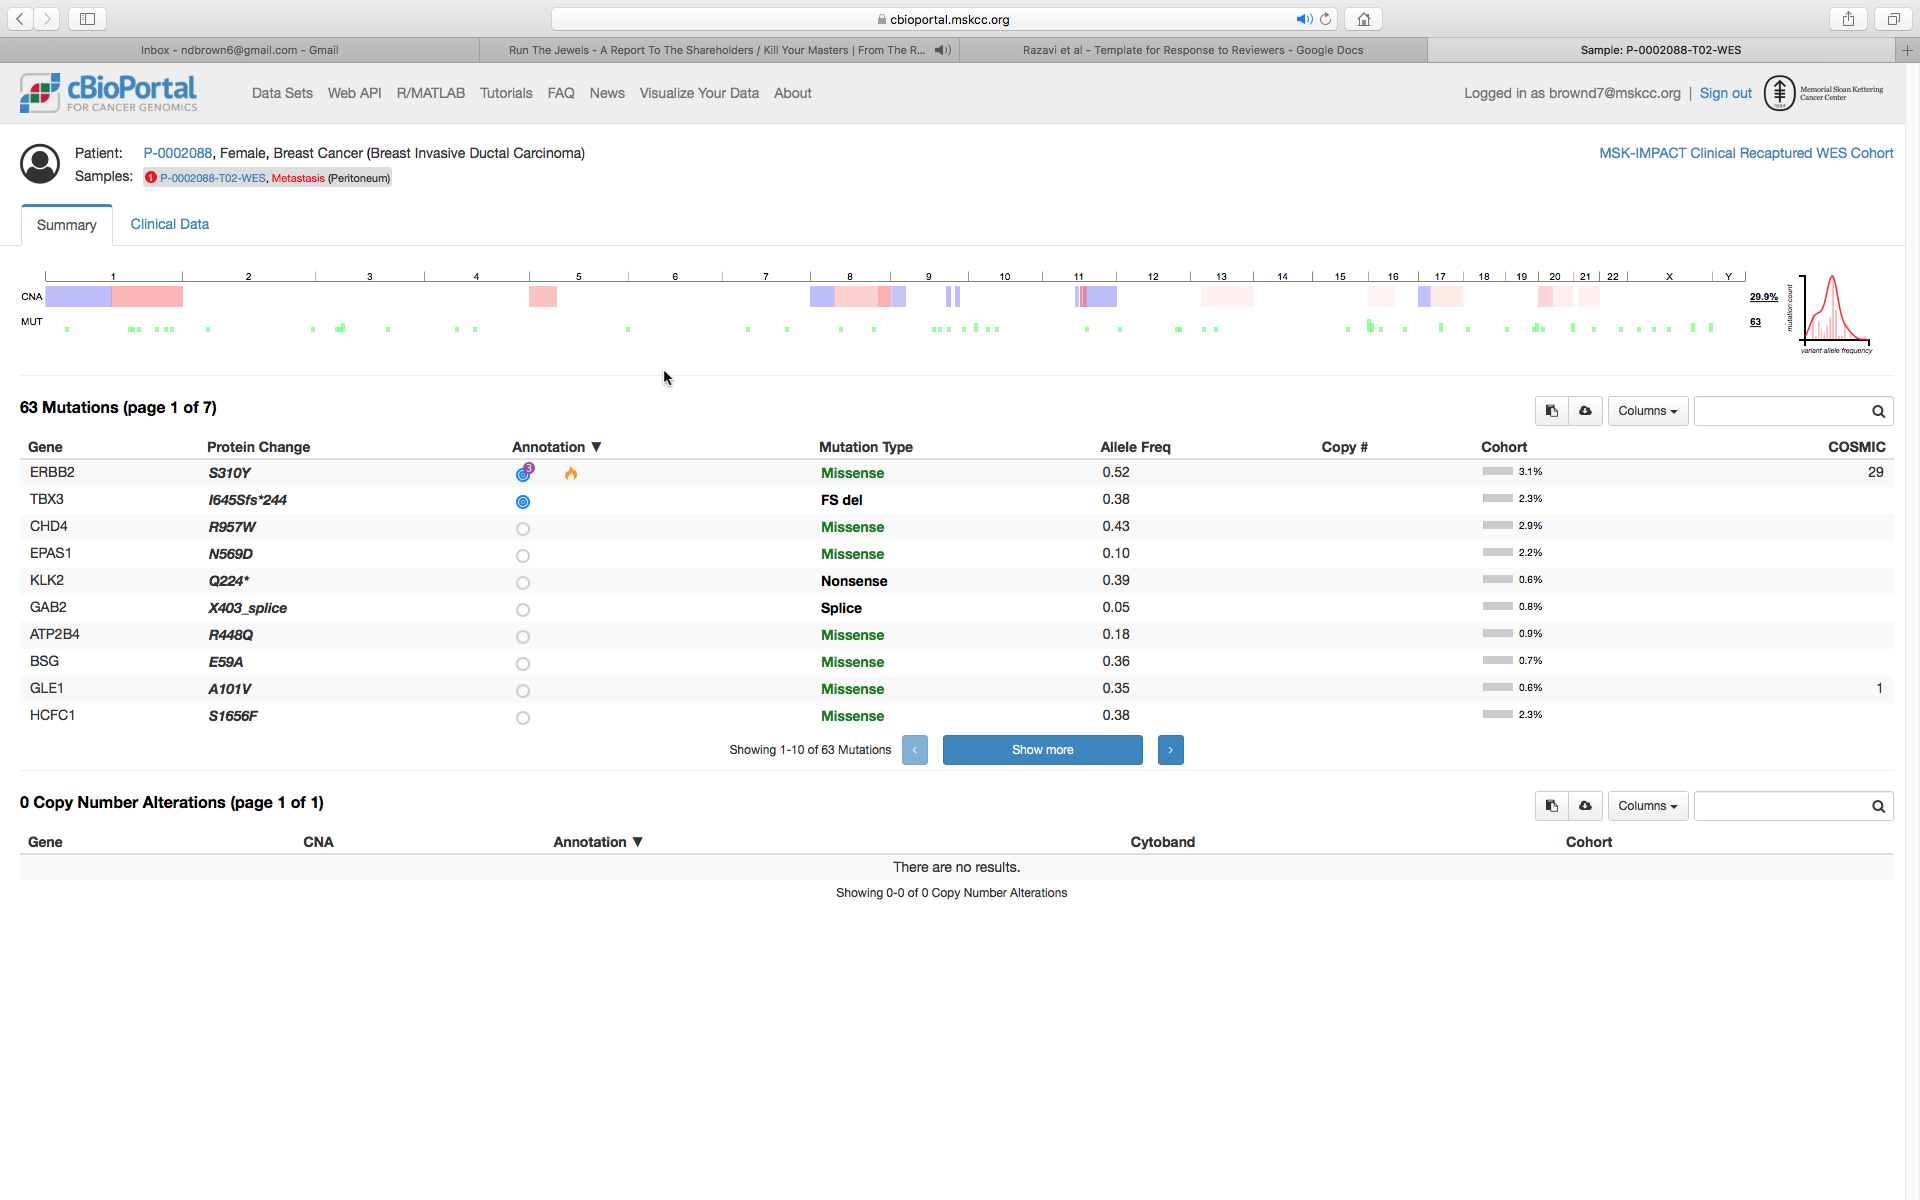 cbioportal.mskcc.org
Inbox - ndbrown6@gmail.com - Gmail
Run The Jewels - A Report To The Shareholders / Kill Your Masters | From The R...
Razavi et al - Template for Response to Reviewers - Google Docs
Sample: P-0002088-T02-WES
cBioPortal
FOR CANCER GENOMICS
Data Sets Web API R/MATLAB Tutorials FAQ News Visualize Your Data About
Logged in as brownd7@mskcc.org | Sign out
Memorial Sloan Kettering
Cancer Center
Patient: P-0002088, Female, Breast Cancer (Breast Invasive Ductal Carcinoma)
MSK-IMPACT Clinical Recaptured WES Cohort
Samples: 1 P-0002088-T02-WES, Metastasis (Peritoneum)
Summary Clinical Data
1 2 3 4 5 6 7 8 9 10 11 12 13 14 15 16 17 18 19 20 21 22 X Y
CNA 29.9%
MUT 63
mutation count
variant allele frequency
63 Mutations (page 1 of 7)
Columns
Gene Protein Change Annotation ▼ Mutation Type Allele Freq Copy # Cohort COSMIC
ERBB2 S310Y 3 Missense 0.52 3.1% 29
TBX3 I645Sfs*244 FS del 0.38 2.3%
CHD4 R957W Missense 0.43 2.9%
EPAS1 N569D Missense 0.10 2.2%
KLK2 Q224* Nonsense 0.39 0.6%
GAB2 X403_splice Splice 0.05 0.8%
ATP2B4 R448Q Missense 0.18 0.9%
BSG E59A Missense 0.36 0.7%
GLE1 A101V Missense 0.35 0.6% 1
HCFC1 S1656F Missense 0.38 2.3%
Showing 1-10 of 63 Mutations ‹ Show more ›
0 Copy Number Alterations (page 1 of 1)
Columns
Gene CNA Annotation ▼ Cytoband Cohort
There are no results.
Showing 0-0 of 0 Copy Number Alterations